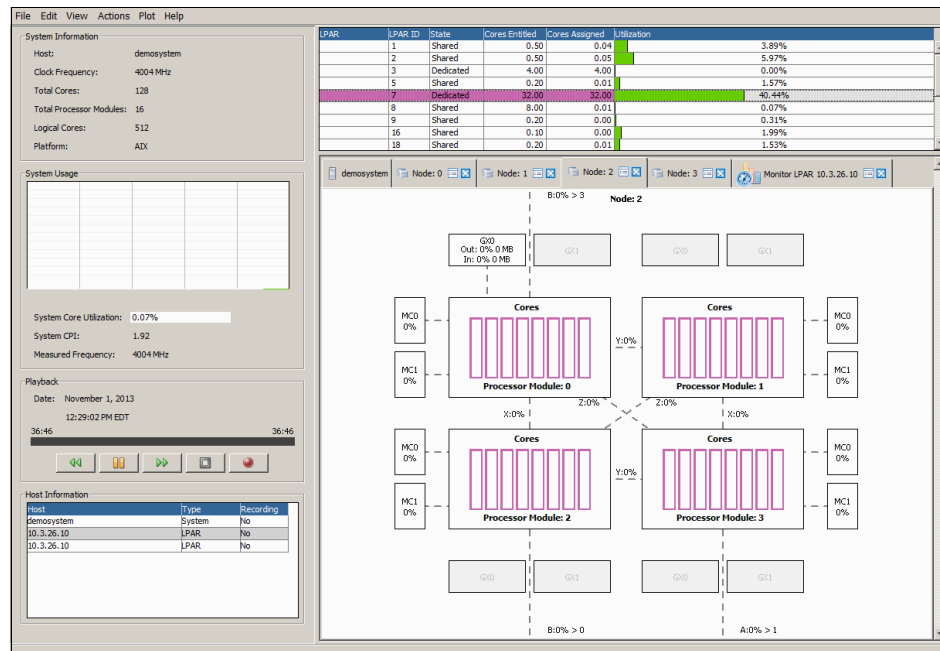 File Edit View Actions Plot Help
System Information
Host: demosystem
Clock Frequency: 4004 MHz
Total Cores: 128
Total Processor Modules: 16
Logical Cores: 512
Platform: AIX
System Usage
System Core Utilization: 0.07%
System CPI: 1.92
Measured Frequency: 4004 MHz
Playback
Date: November 1, 2013
12:29:02 PM EDT
36:46 36:46
Host Information
Host Type Recording
demosystem System No
10.3.26.10 LPAR No
10.3.26.10 LPAR No
LPAR LPAR ID State Cores Entitled Cores Assigned Utilization
1 Shared 0.50 0.04 3.89%
2 Shared 0.50 0.05 5.97%
3 Dedicated 4.00 4.00 0.00%
5 Shared 0.20 0.01 1.57%
7 Dedicated 32.00 32.00 40.44%
8 Shared 8.00 0.01 0.07%
9 Shared 0.20 0.00 0.31%
16 Shared 0.10 0.00 1.99%
18 Shared 0.20 0.01 1.53%
demosystem Node: 0 Node: 1 Node: 2 Node: 3 Monitor LPAR 10.3.26.10
B:0% > 3 Node: 2
GX0
Out: 0% 0 MB
In: 0% 0 MB
GX1 GX0 GX1
Cores Cores
MC0
0%
MC0
0%
Y:0%
MC1
0%
MC1
0%
Processor Module: 0 Processor Module: 1
Z:0% Z:0%
X:0% X:0%
Cores Cores
MC0
0%
MC0
0%
Y:0%
MC1
0%
MC1
0%
Processor Module: 2 Processor Module: 3
GX0 GX1 GX0 GX1
B:0% > 0 A:0% > 1